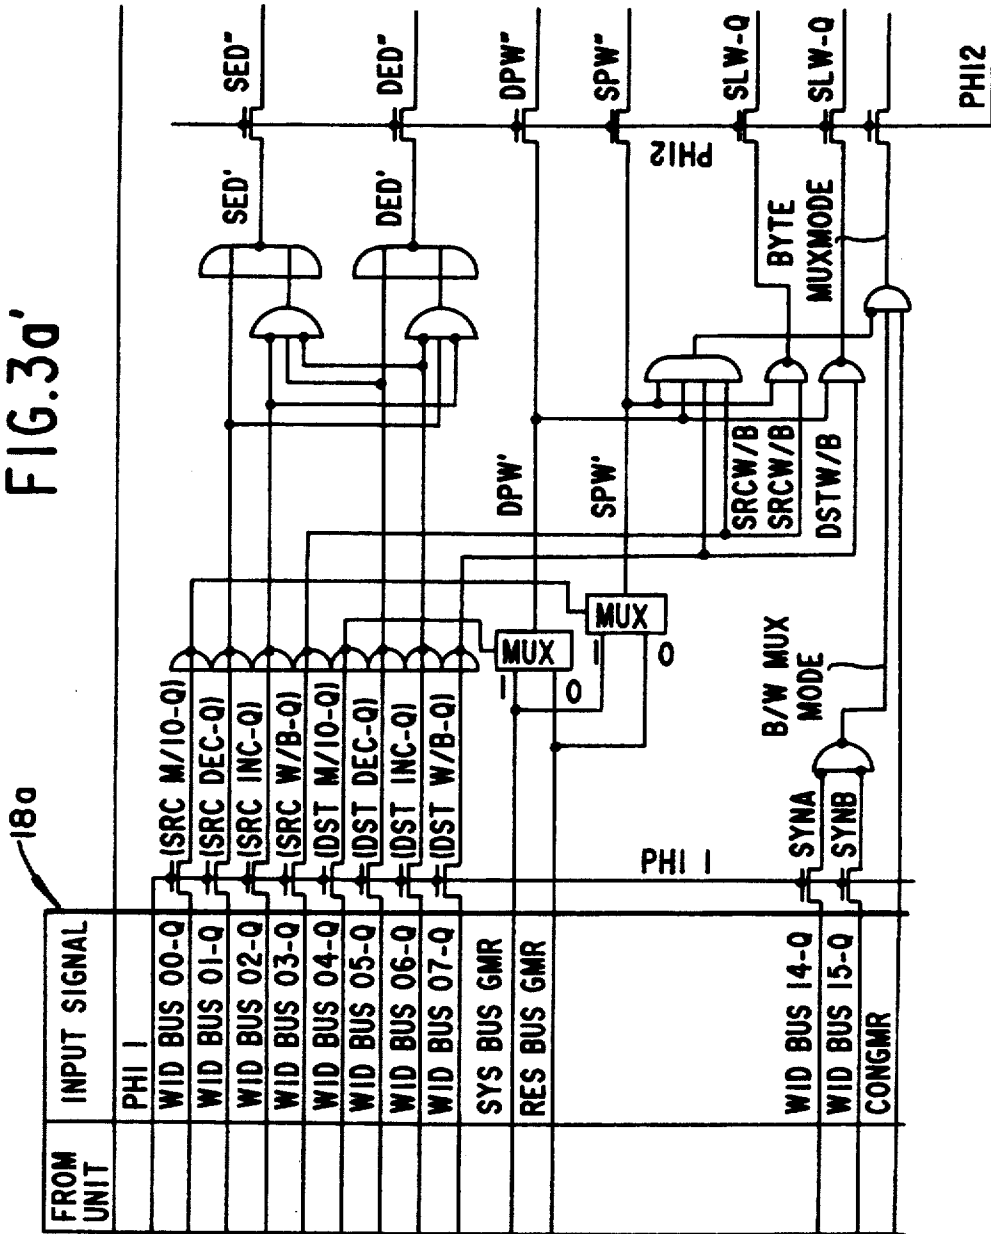 FIG.3a'
18a
FROM UNIT
INPUT SIGNAL
PHI 1
WID BUS 00-Q
WID BUS 01-Q
WID BUS 02-Q
WID BUS 03-Q
WID BUS 04-Q
WID BUS 05-Q
WID BUS 06-Q
WID BUS 07-Q
SYS BUS GMR
RES BUS GMR
WID BUS 14-Q
WID BUS 15-Q
CONGMR
(SRC M/IO-Q)
(SRC DEC-Q)
(SRC INC-Q)
(SRC W/B-Q)
(DST M/IO-Q)
(DST DEC-Q)
(DST INC-Q)
(DST W/B-Q)
PHI 1
SYNA
SYNB
MUX
1
0
MUX
1
0
B/W MUX
MODE
DPW'
SPW'
SRCW/B
SRCW/B
DSTW/B
SED'
DED'
BYTE
MUXMODE
PHI2
SED"
DED"
DPW"
SPW"
SLW-Q
SLW-Q
PHI2